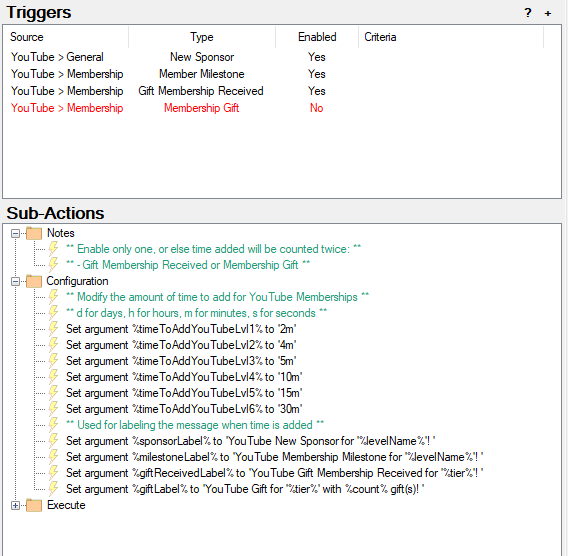 Triggers ? +
Source Type Enabled Criteria
YouTube > General New Sponsor Yes
YouTube > Membership Member Milestone Yes
YouTube > Membership Gift Membership Received Yes
YouTube > Membership Membership Gift No
Sub-Actions
Notes
** Enable only one, or else time added will be counted twice: **
** - Gift Membership Received or Membership Gift **
Configuration
** Modify the amount of time to add for YouTube Memberships **
** d for days, h for hours, m for minutes, s for seconds **
Set argument %timeToAddYouTubeLvl1% to '2m'
Set argument %timeToAddYouTubeLvl2% to '4m'
Set argument %timeToAddYouTubeLvl3% to '5m'
Set argument %timeToAddYouTubeLvl4% to '10m'
Set argument %timeToAddYouTubeLvl5% to '15m'
Set argument %timeToAddYouTubeLvl6% to '30m'
** Used for labeling the message when time is added **
Set argument %sponsorLabel% to 'YouTube New Sponsor for '%levelName%'! '
Set argument %milestoneLabel% to 'YouTube Membership Milestone for '%levelName%'! '
Set argument %giftReceivedLabel% to 'YouTube Gift Membership Received for '%tier%'! '
Set argument %giftLabel% to 'YouTube Gift for '%tier%' with %count% gift(s)! '
Execute